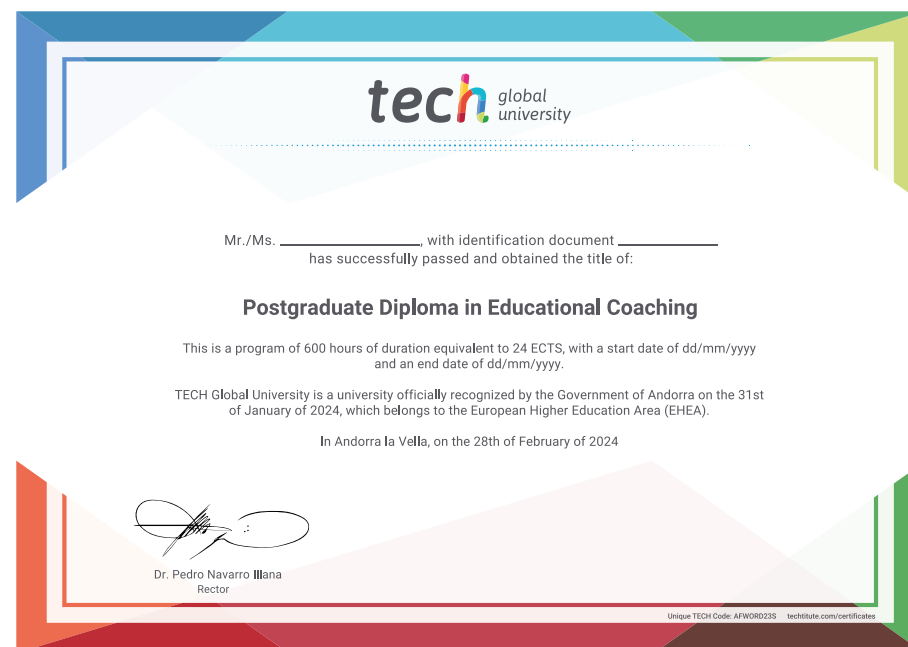 tech global
university
Mr./Ms. ____________________, with identification document ______________
has successfully passed and obtained the title of:
Postgraduate Diploma in Educational Coaching
This is a program of 600 hours of duration equivalent to 24 ECTS, with a start date of dd/mm/yyyy
and an end date of dd/mm/yyyy.
TECH Global University is a university officially recognized by the Government of Andorra on the 31st
of January of 2024, which belongs to the European Higher Education Area (EHEA).
In Andorra la Vella, on the 28th of February of 2024
Dr. Pedro Navarro Illana
Rector
Unique TECH Code: AFWORD23S techtitute.com/certificates